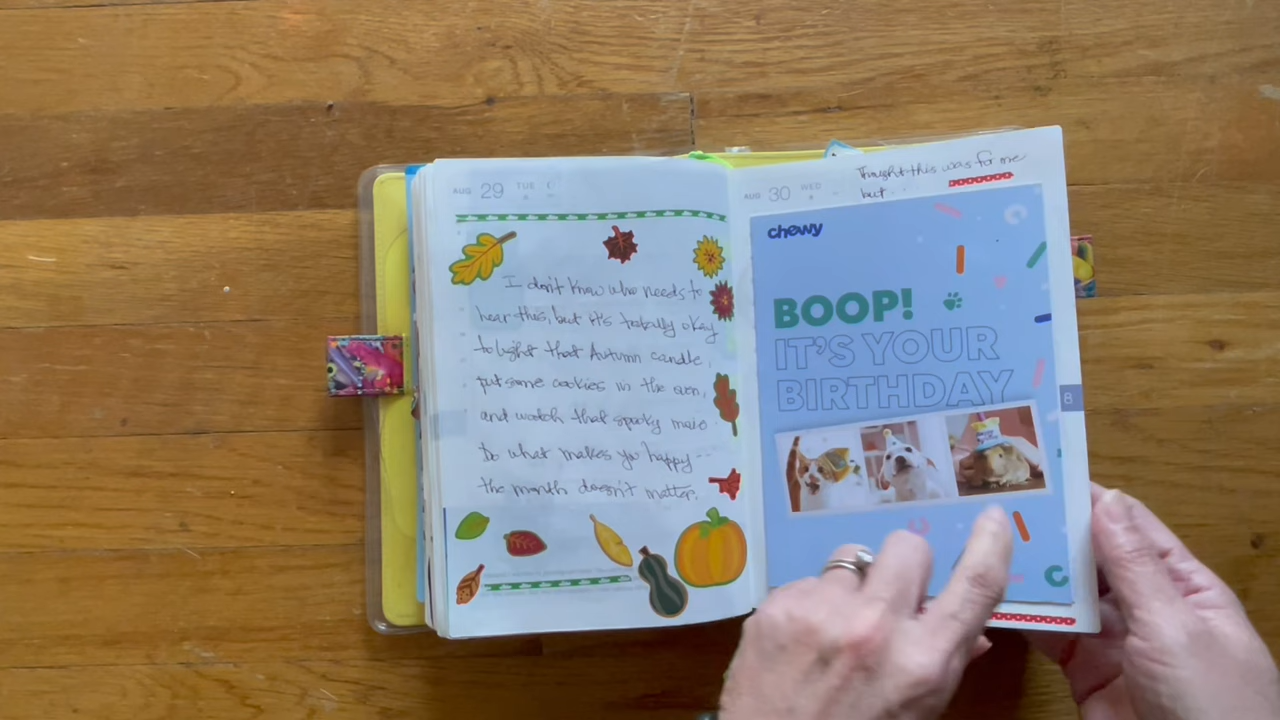 AUG 29 TUE
I don't know who needs to
hear this, but it's totally okay
to light that Autumn candle,
put some cookies in the oven,
and watch that spooky movie.
Do what makes you happy --
the month doesn't matter.
AUG 30 WED
Thought this was for me
but...
chewy
BOOP!
IT'S YOUR
BIRTHDAY
8